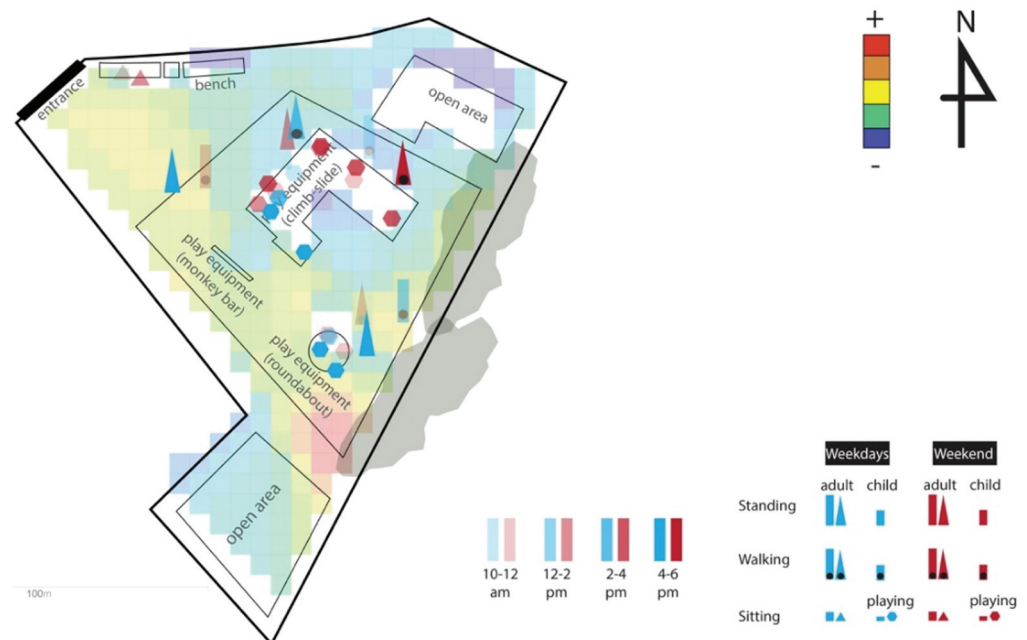 +
N
-
entrance
bench
open area
play equipment
(climb-slide)
play equipment
(monkey bar)
play equipment
(roundabout)
open area
100m
10-12
am
12-2
pm
2-4
pm
4-6
pm
Weekdays
Weekend
adult child adult child
Standing
Walking
playing playing
Sitting